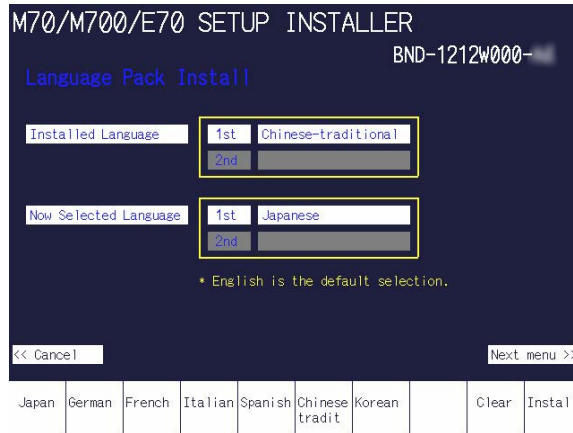 M70/M700/E70 SETUP INSTALLER
BND-1212W000-
Language Pack Install
Installed Language 1st Chinese-traditional
2nd
Now Selected Language 1st Japanese
2nd
* English is the default selection.
<< Cancel
Next menu >>
Japan German French Italian Spanish Chinese tradit Korean Clear Instal